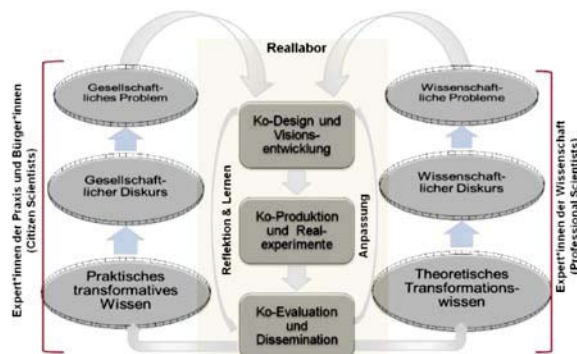 Reallabor
Expert*innen der Praxis und Bürger*innen
(Citizen Scientists)
Gesellschaft-
liches Problem
Gesellschaft-
licher Diskurs
Praktisches
transformatives
Wissen
Reflektion & Lernen
Ko-Design und
Visions-
entwicklung
Ko-Produktion
und Real-
experimente
Ko-Evaluation
und
Dissemination
Anpassung
Wissenschaft-
liche Probleme
Wissenschaft-
licher Diskurs
Theoretisches
Transformations-
wissen
Expert*innen der Wissenschaft
(Professional Scientists)